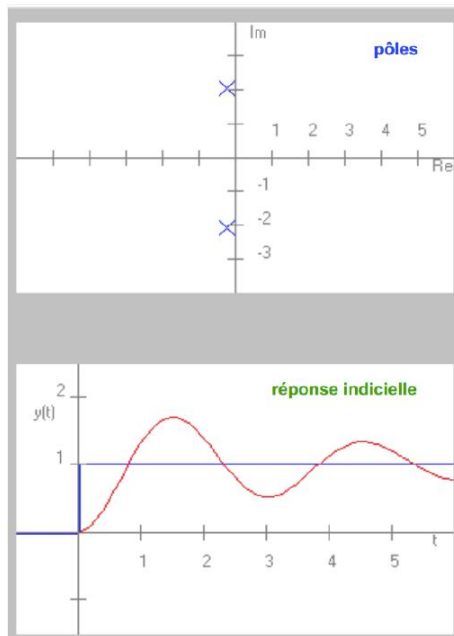 Im
pôles
1 2 3 4 5
Re
-1
-2
-3
2
réponse indicielle
y(t)
1
t
1 2 3 4 5